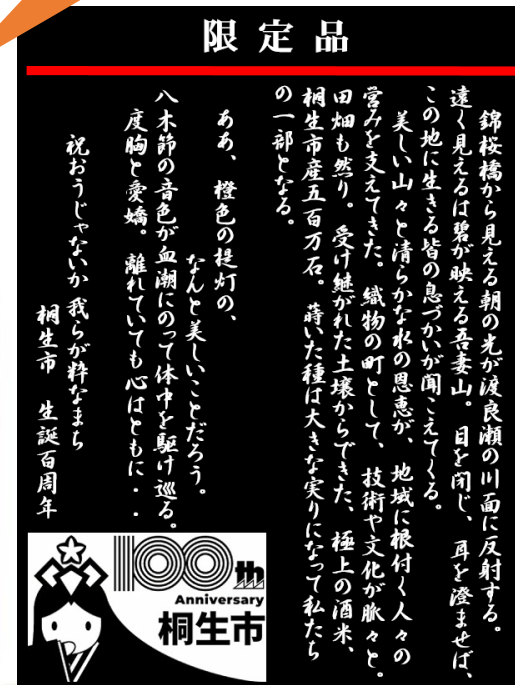 限定品
錦桜橋から見える朝の光が渡良瀬の川面に反射する。
遠く見えるは碧が映える吾妻山。目を閉じ、耳を澄ませば、
この地に生きる皆の息づかいが聞こえてくる。
美しい山々と清らかな水の恩恵が、地域に根付く人々の
営みを支えてきた。織物の町として、技術や文化が脈々と。
田畑も然り。受け継がれた土壌からできた、極上の酒米、
桐生市産五百万石。蒔いた種は大きな実りになって私たち
の一部となる。
ああ、橙色の提灯の、
なんと美しいことだろう。
八木節の音色が血潮にのって体中を駆け巡る。
度胸と愛嬌。離れていても心はともに・・
祝おうじゃないか我らが粋なまち
桐生市 生誕百周年
100th
Anniversary
桐生市